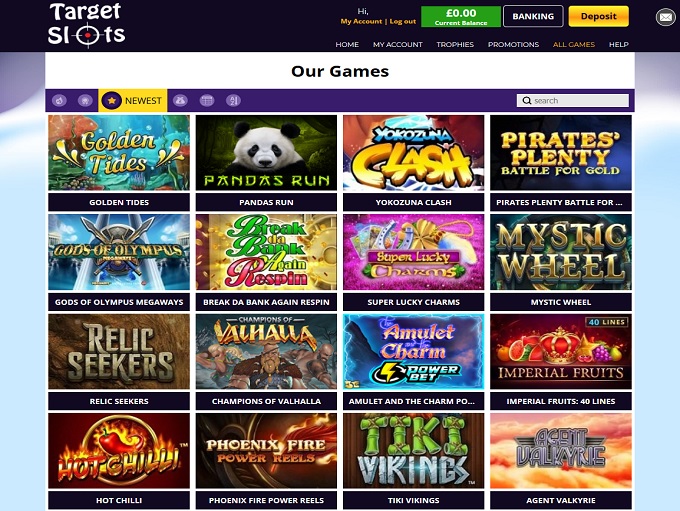 Target
Slots
Hi,
My Account | Log out
£0.00
Current Balance
BANKING
Deposit
HOME MY ACCOUNT TROPHIES PROMOTIONS ALL GAMES HELP
Our Games
NEWEST
search
Golden
Tides
PANDAS RUN
YOKOZUNA
CLASH
PIRATES'
PLENTY
BATTLE FOR GOLD
GOLDEN TIDES
PANDAS RUN
YOKOZUNA CLASH
PIRATES PLENTY BATTLE FOR ...
GODS OF OLYMPUS
MEGAWAYS
Break
da
Bank
Again
Respin
Super Lucky
Charms
MYSTIC
WHEEL
GODS OF OLYMPUS MEGAWAYS
BREAK DA BANK AGAIN RESPIN
SUPER LUCKY CHARMS
MYSTIC WHEEL
RELIC
SEEKERS
CHAMPIONS OF
VALHALLA
The Amulet
and the
Charm
POWER
BET
40 LINES
IMPERIAL FRUITS
RELIC SEEKERS
CHAMPIONS OF VALHALLA
AMULET AND THE CHARM PO...
IMPERIAL FRUITS: 40 LINES
HOT CHILLI™
PHOENIX FIRE
POWER REELS
TIKI
VIKINGS™
AGENT
VALKYRIE
HOT CHILLI
PHOENIX FIRE POWER REELS
TIKI VIKINGS
AGENT VALKYRIE